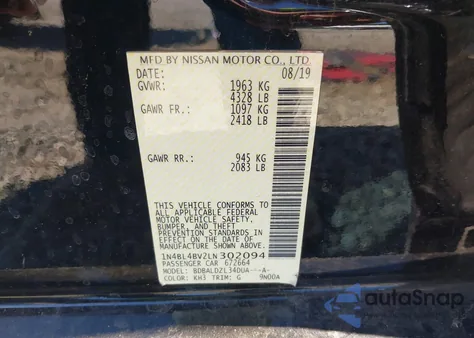 MFD BY NISSAN MOTOR CO., LTD.
DATE: 08/19
GVWR: 1963 KG
4328 LB
GAWR FR.: 1097 KG
2418 LB
GAWR RR.: 945 KG
2083 LB
THIS VEHICLE CONFORMS TO ALL
APPLICABLE FEDERAL
MOTOR VEHICLE SAFETY,
BUMPER, AND THEFT
PREVENTION STANDARDS IN
EFFECT ON THE DATE OF
MANUFACTURE SHOWN ABOVE.
1N4BL4BV2LN302094
PASSENGER CAR 672664
MODEL: BDBALDZL34DUA---A-
COLOR: KH3 TRIM: G 9N00A
autoSnap